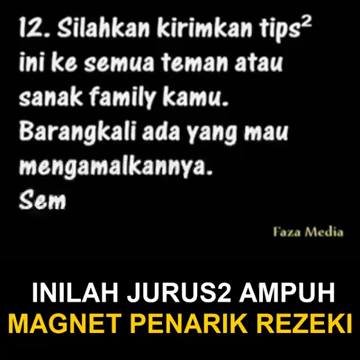 12. Silahkan kirimkan tips²
ini ke semua teman atau
sanak family kamu.
Barangkali ada yang mau
mengamalkannya.
Sem
Faza Media
INILAH JURUS2 AMPUH
MAGNET PENARIK REZEKI